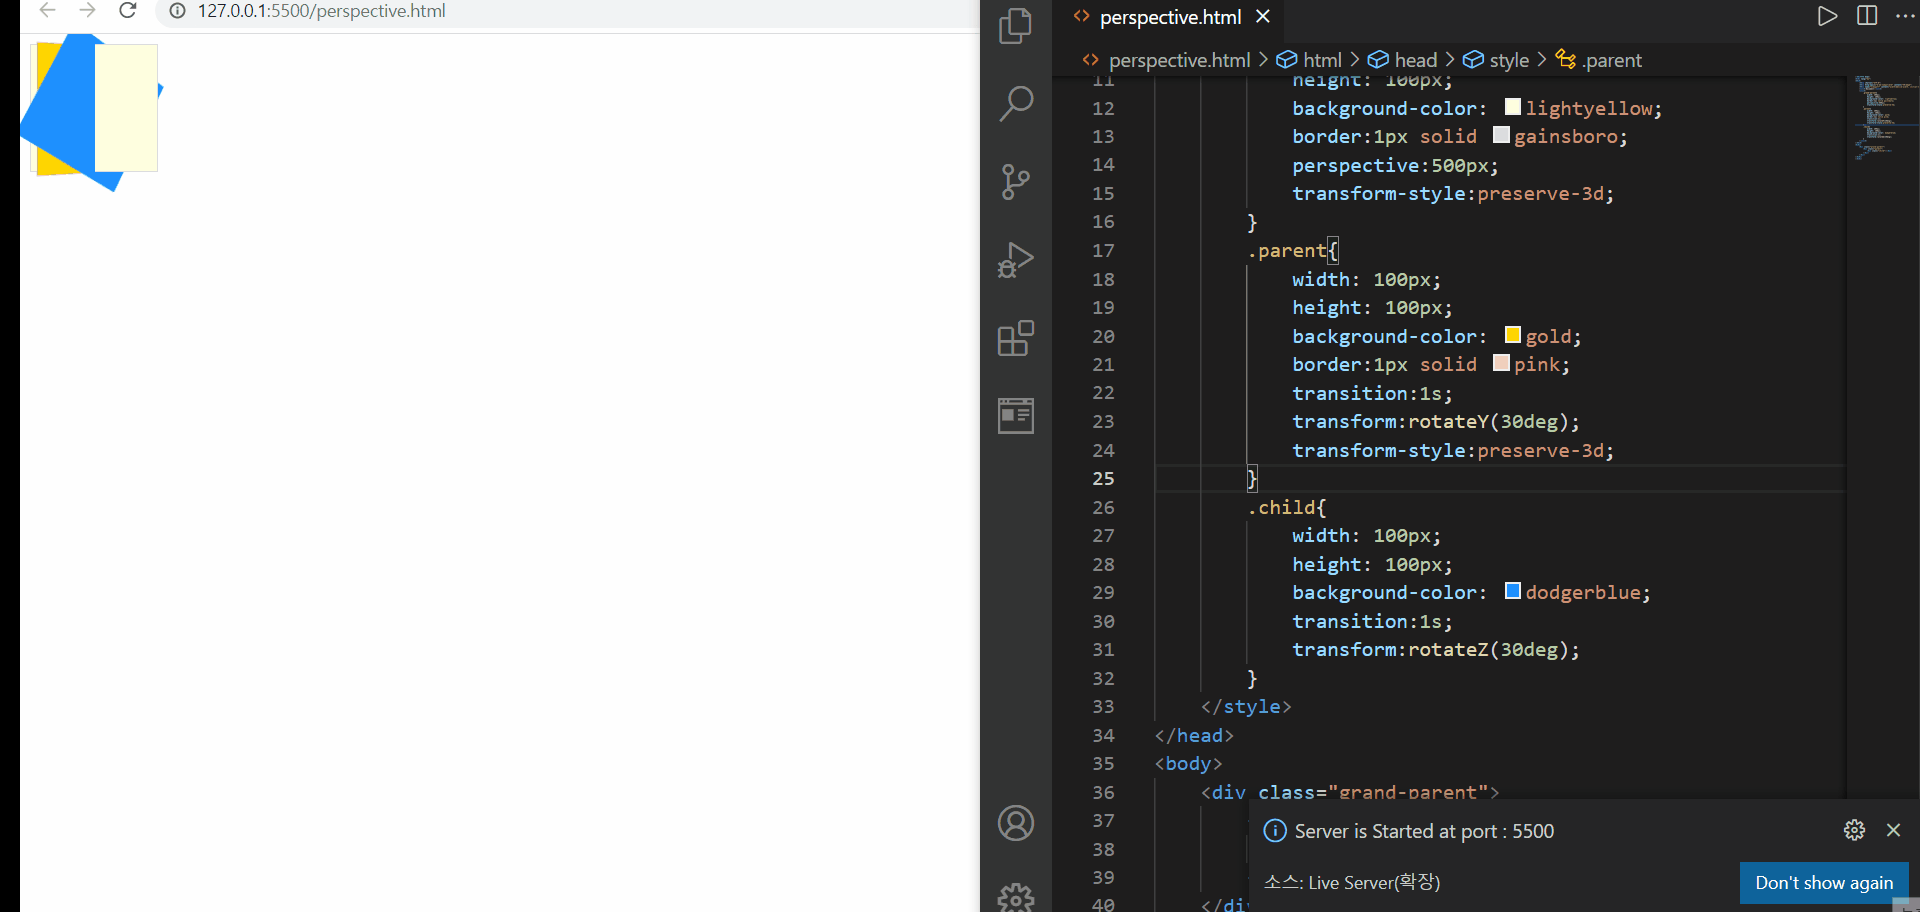 127.0.0.1:5500/perspective.html
perspective.html
perspective.html > html > head > style > .parent
11 height: 100px;
12 background-color: lightyellow;
13 border:1px solid gainsboro;
14 perspective:500px;
15 transform-style:preserve-3d;
16 }
17 .parent{
18 width: 100px;
19 height: 100px;
20 background-color: gold;
21 border:1px solid pink;
22 transition:1s;
23 transform:rotateY(30deg);
24 transform-style:preserve-3d;
25 }
26 .child{
27 width: 100px;
28 height: 100px;
29 background-color: dodgerblue;
30 transition:1s;
31 transform:rotateZ(30deg);
32 }
33 </style>
34 </head>
35 <body>
36 <div class="grand-parent">
37
38
39
40 </div
Server is Started at port : 5500
소스: Live Server(확장)
Don't show again